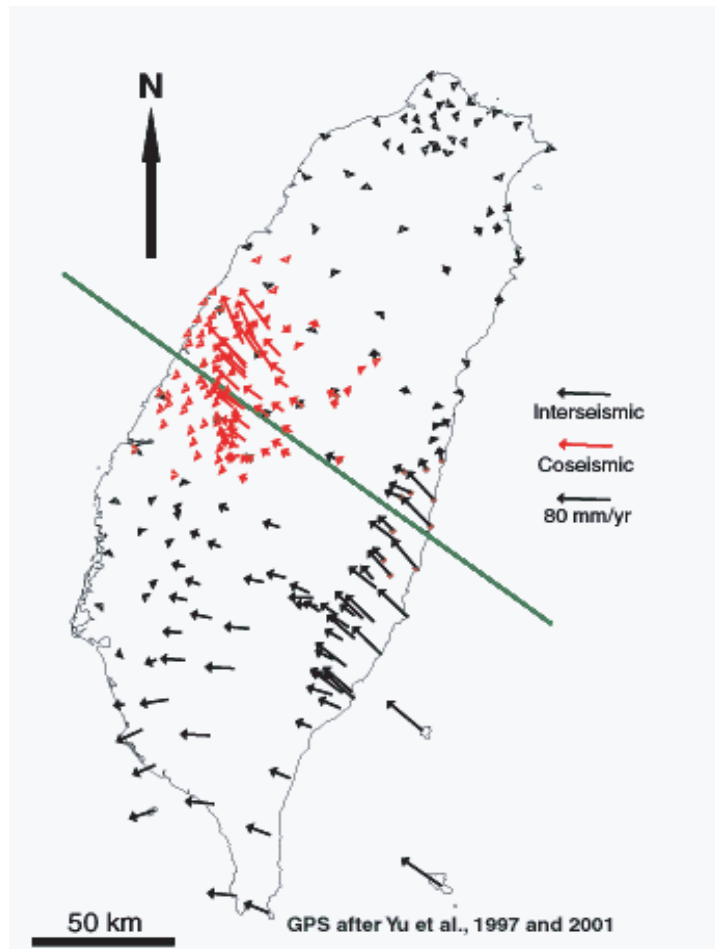 N
Interseismic
Coseismic
80 mm/yr
50 km
GPS after Yu et al., 1997 and 2001